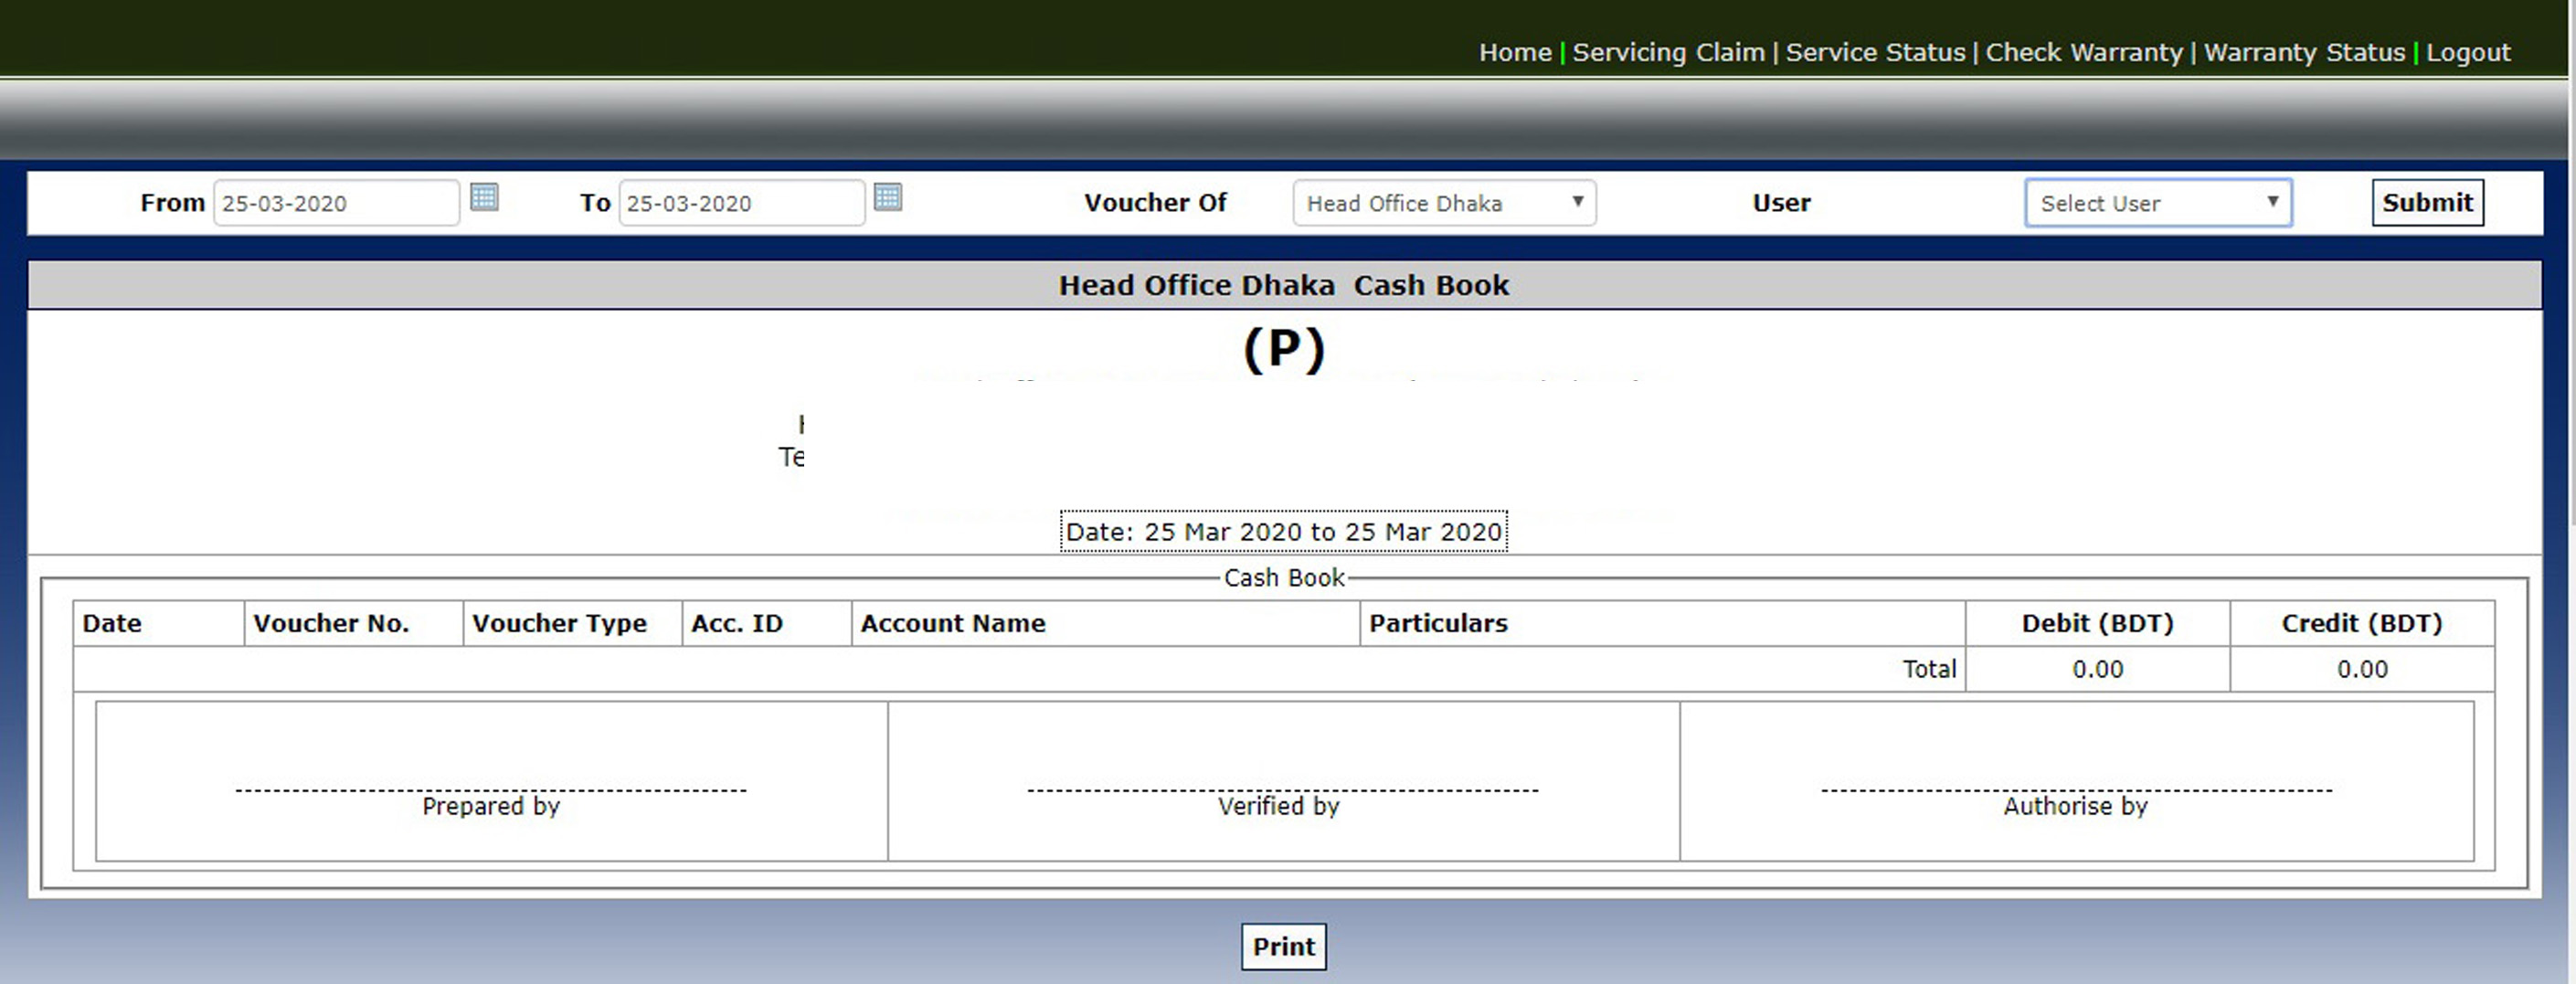 Home | Servicing Claim | Service Status | Check Warranty | Warranty Status | Logout
From 25-03-2020 To 25-03-2020 Voucher Of Head Office Dhaka User Select User Submit
Head Office Dhaka Cash Book
(P)
Date: 25 Mar 2020 to 25 Mar 2020
Cash Book
Date Voucher No. Voucher Type Acc. ID Account Name Particulars Debit (BDT) Credit (BDT)
Total 0.00 0.00
Prepared by Verified by Authorise by
Print